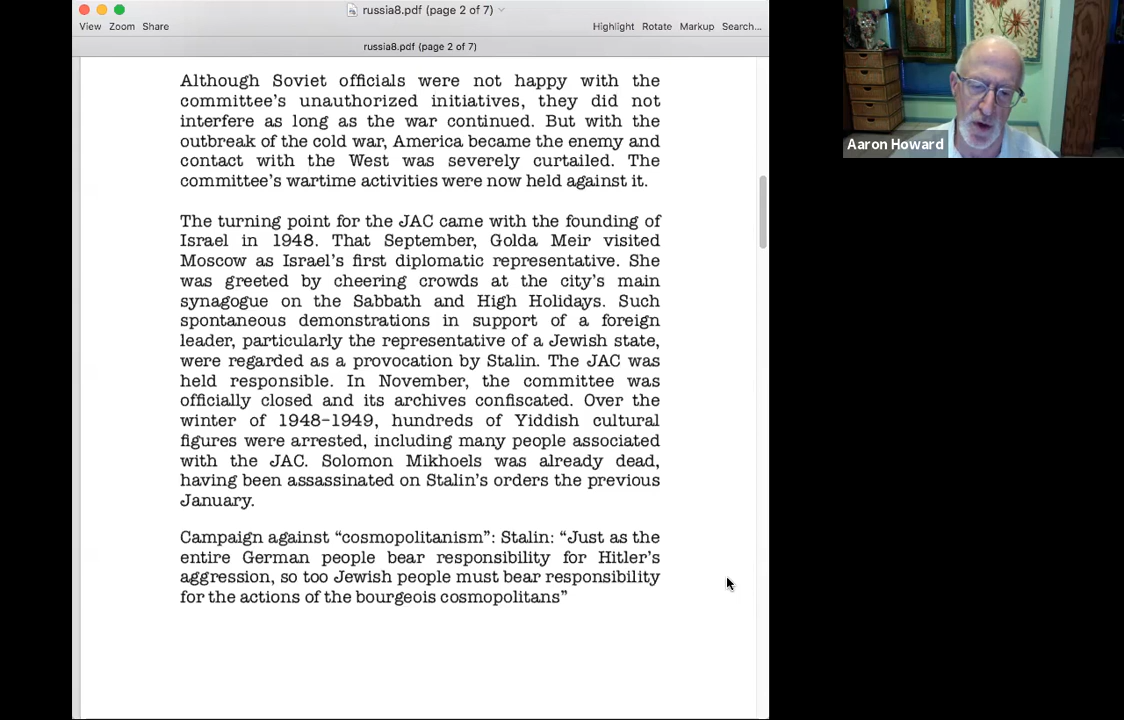 russia8.pdf (page 2 of 7)
View Zoom Share Highlight Rotate Markup Search...
russia8.pdf (page 2 of 7)
Although Soviet officials were not happy with the
committee's unauthorized initiatives, they did not
interfere as long as the war continued. But with the
outbreak of the cold war, America became the enemy and
contact with the West was severely curtailed. The
committee's wartime activities were now held against it.
The turning point for the JAC came with the founding of
Israel in 1948. That September, Golda Meir visited
Moscow as Israel's first diplomatic representative. She
was greeted by cheering crowds at the city's main
synagogue on the Sabbath and High Holidays. Such
spontaneous demonstrations in support of a foreign
leader, particularly the representative of a Jewish state,
were regarded as a provocation by Stalin. The JAC was
held responsible. In November, the committee was
officially closed and its archives confiscated. Over the
winter of 1948-1949, hundreds of Yiddish cultural
figures were arrested, including many people associated
with the JAC. Solomon Mikhoels was already dead,
having been assassinated on Stalin's orders the previous
January.
Campaign against “cosmopolitanism”: Stalin: “Just as the
entire German people bear responsibility for Hitler's
aggression, so too Jewish people must bear responsibility
for the actions of the bourgeois cosmopolitans”
Aaron Howard